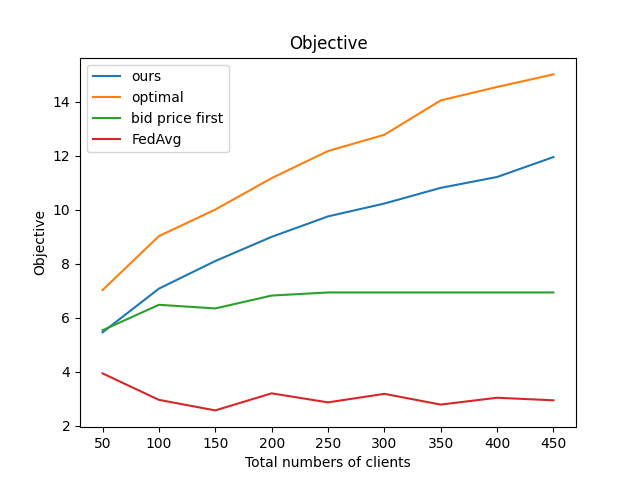 Objective
ours
optimal
bid price first
FedAvg
Objective
14
12
10
8
6
4
2
50 100 150 200 250 300 350 400 450
Total numbers of clients